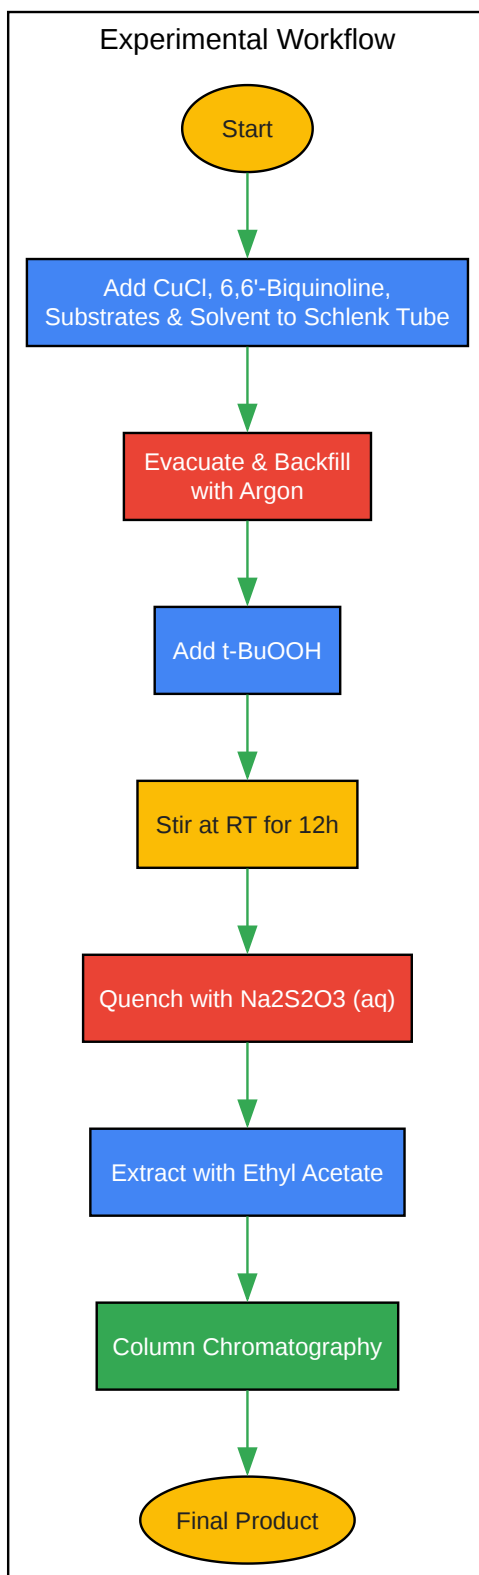 Experimental Workflow
Start
Add CuCl, 6,6'-Biquinoline,
Substrates & Solvent to Schlenk Tube
Evacuate & Backfill
with Argon
Add t-BuOOH
Stir at RT for 12h
Quench with Na2S2O3 (aq)
Extract with Ethyl Acetate
Column Chromatography
Final Product